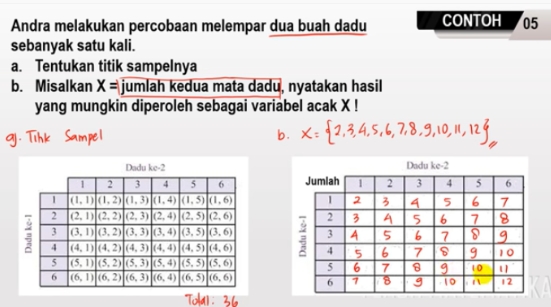 Andra melakukan percobaan melempar dua buah dadu
sebanyak satu kali.
a. Tentukan titik sampelnya
b. Misalkan X = jumlah kedua mata dadu, nyatakan hasil
yang mungkin diperoleh sebagai variabel acak X !
CONTOH 05
a). Titik Sampel
Dadu ke-2
1 2 3 4 5 6
Dadu ke-1
1 (1, 1) (1, 2) (1, 3) (1, 4) (1, 5) (1, 6)
2 (2, 1) (2, 2) (2, 3) (2, 4) (2, 5) (2, 6)
3 (3, 1) (3, 2) (3, 3) (3, 4) (3, 5) (3, 6)
4 (4, 1) (4, 2) (4, 3) (4, 4) (4, 5) (4, 6)
5 (5, 1) (5, 2) (5, 3) (5, 4) (5, 5) (5, 6)
6 (6, 1) (6, 2) (6, 3) (6, 4) (6, 5) (6, 6)
Total: 36
b. X = {2,3,4,5,6,7,8,9,10,11,12}
Dadu ke-2
Jumlah 1 2 3 4 5 6
Dadu ke-1
1 2 3 4 5 6 7
2 3 4 5 6 7 8
3 4 5 6 7 8 9
4 5 6 7 8 9 10
5 6 7 8 9 10 11
6 7 8 9 10 11 12